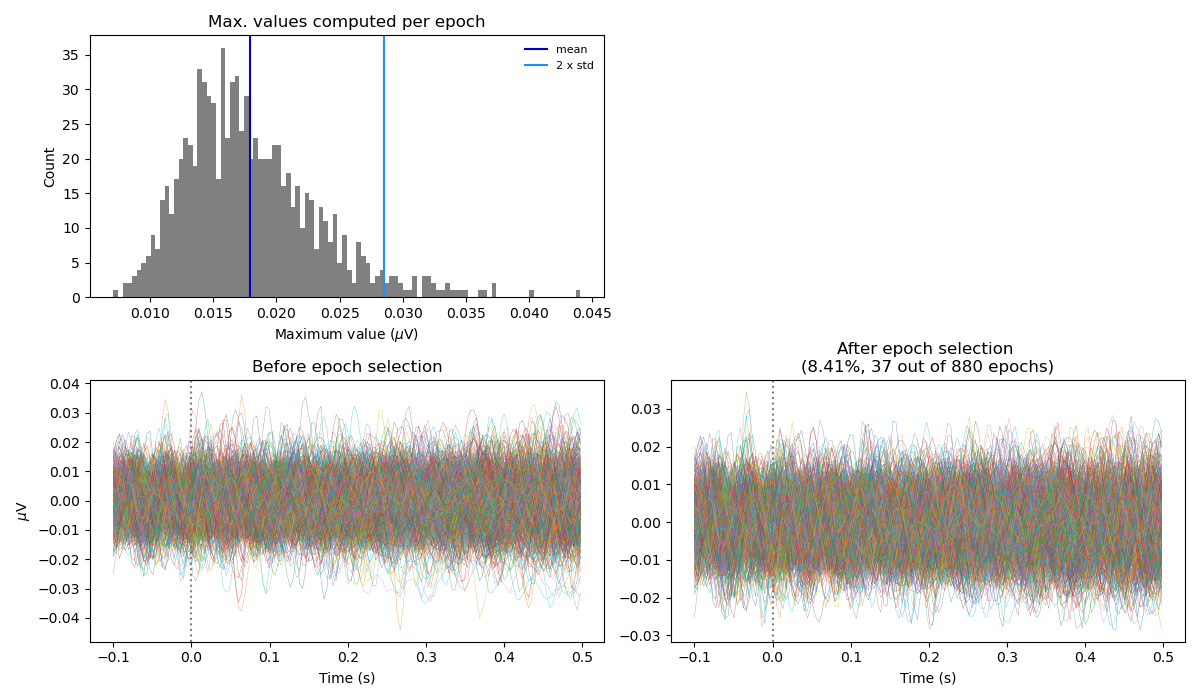 Max. values computed per epoch
35
30
25
20
15
10
5
0
Count
mean
2 x std
0.010 0.015 0.020 0.025 0.030 0.035 0.040 0.045
Maximum value (μV)
Before epoch selection
0.04
0.03
0.02
0.01
0.00
−0.01
−0.02
−0.03
−0.04
μV
−0.1 0.0 0.1 0.2 0.3 0.4 0.5
Time (s)
After epoch selection
(8.41%, 37 out of 880 epochs)
0.03
0.02
0.01
0.00
−0.01
−0.02
−0.03
−0.1 0.0 0.1 0.2 0.3 0.4 0.5
Time (s)